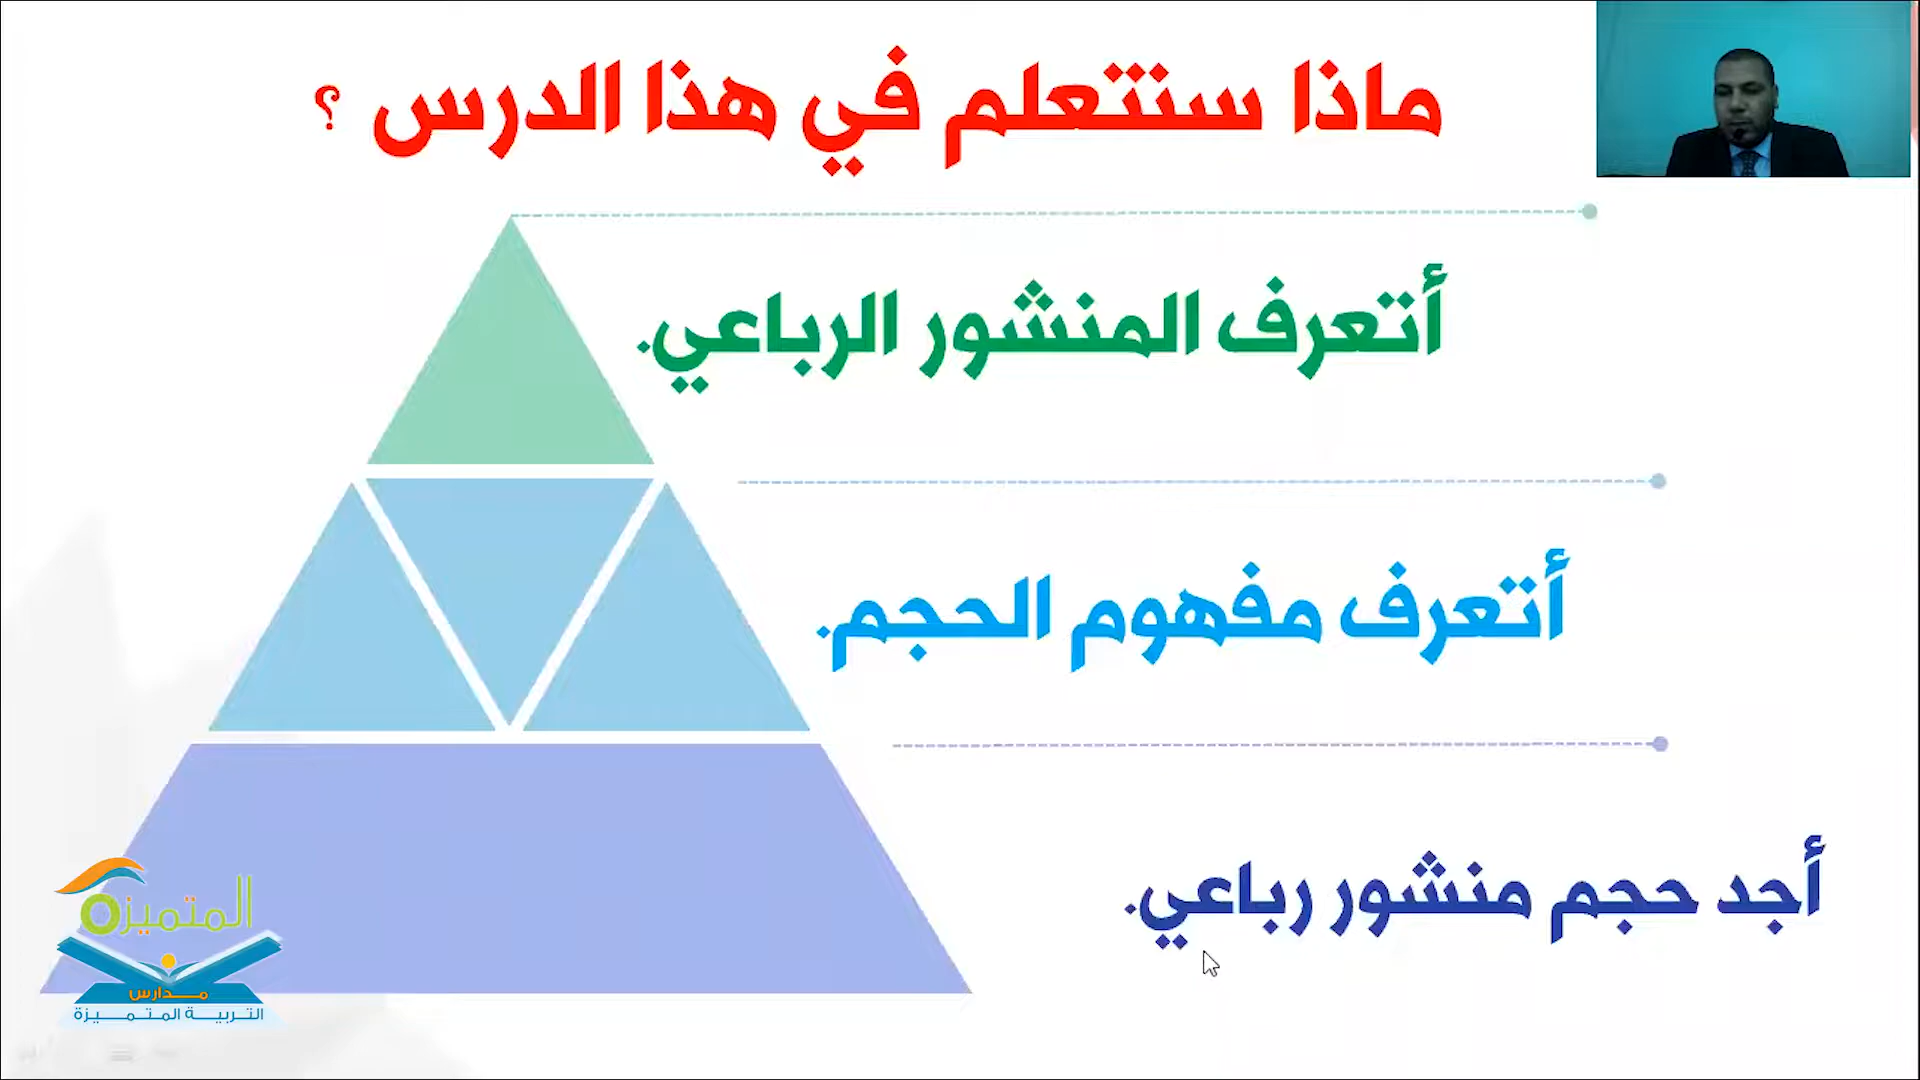 ماذا سنتعلم في هذا الدرس ؟
أتعرف المنشور الرباعي.
أتعرف مفهوم الحجم.
أجد حجم منشور رباعي.
المتميزة
مدارس
التربية المتميزة